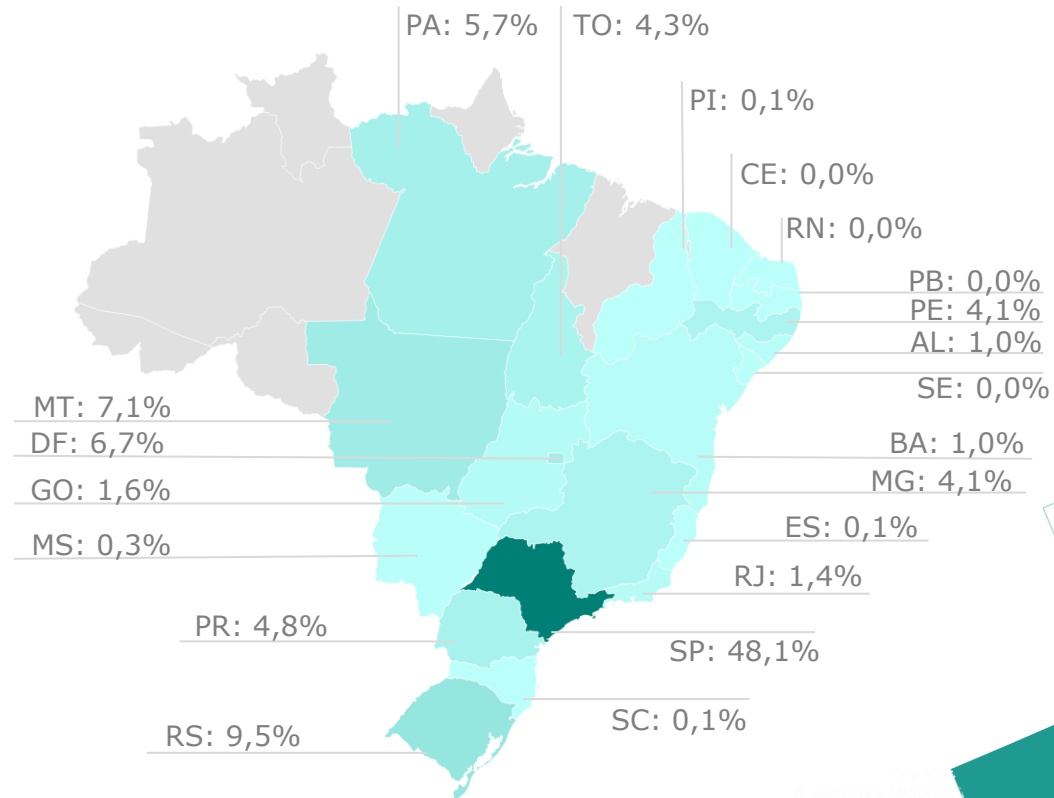 PA: 5,7%
TO: 4,3%
PI: 0,1%
CE: 0,0%
RN: 0,0%
PB: 0,0%
PE: 4,1%
AL: 1,0%
SE: 0,0%
MT: 7,1%
DF: 6,7%
BA: 1,0%
GO: 1,6%
MG: 4,1%
MS: 0,3%
ES: 0,1%
RJ: 1,4%
PR: 4,8%
SP: 48,1%
SC: 0,1%
RS: 9,5%